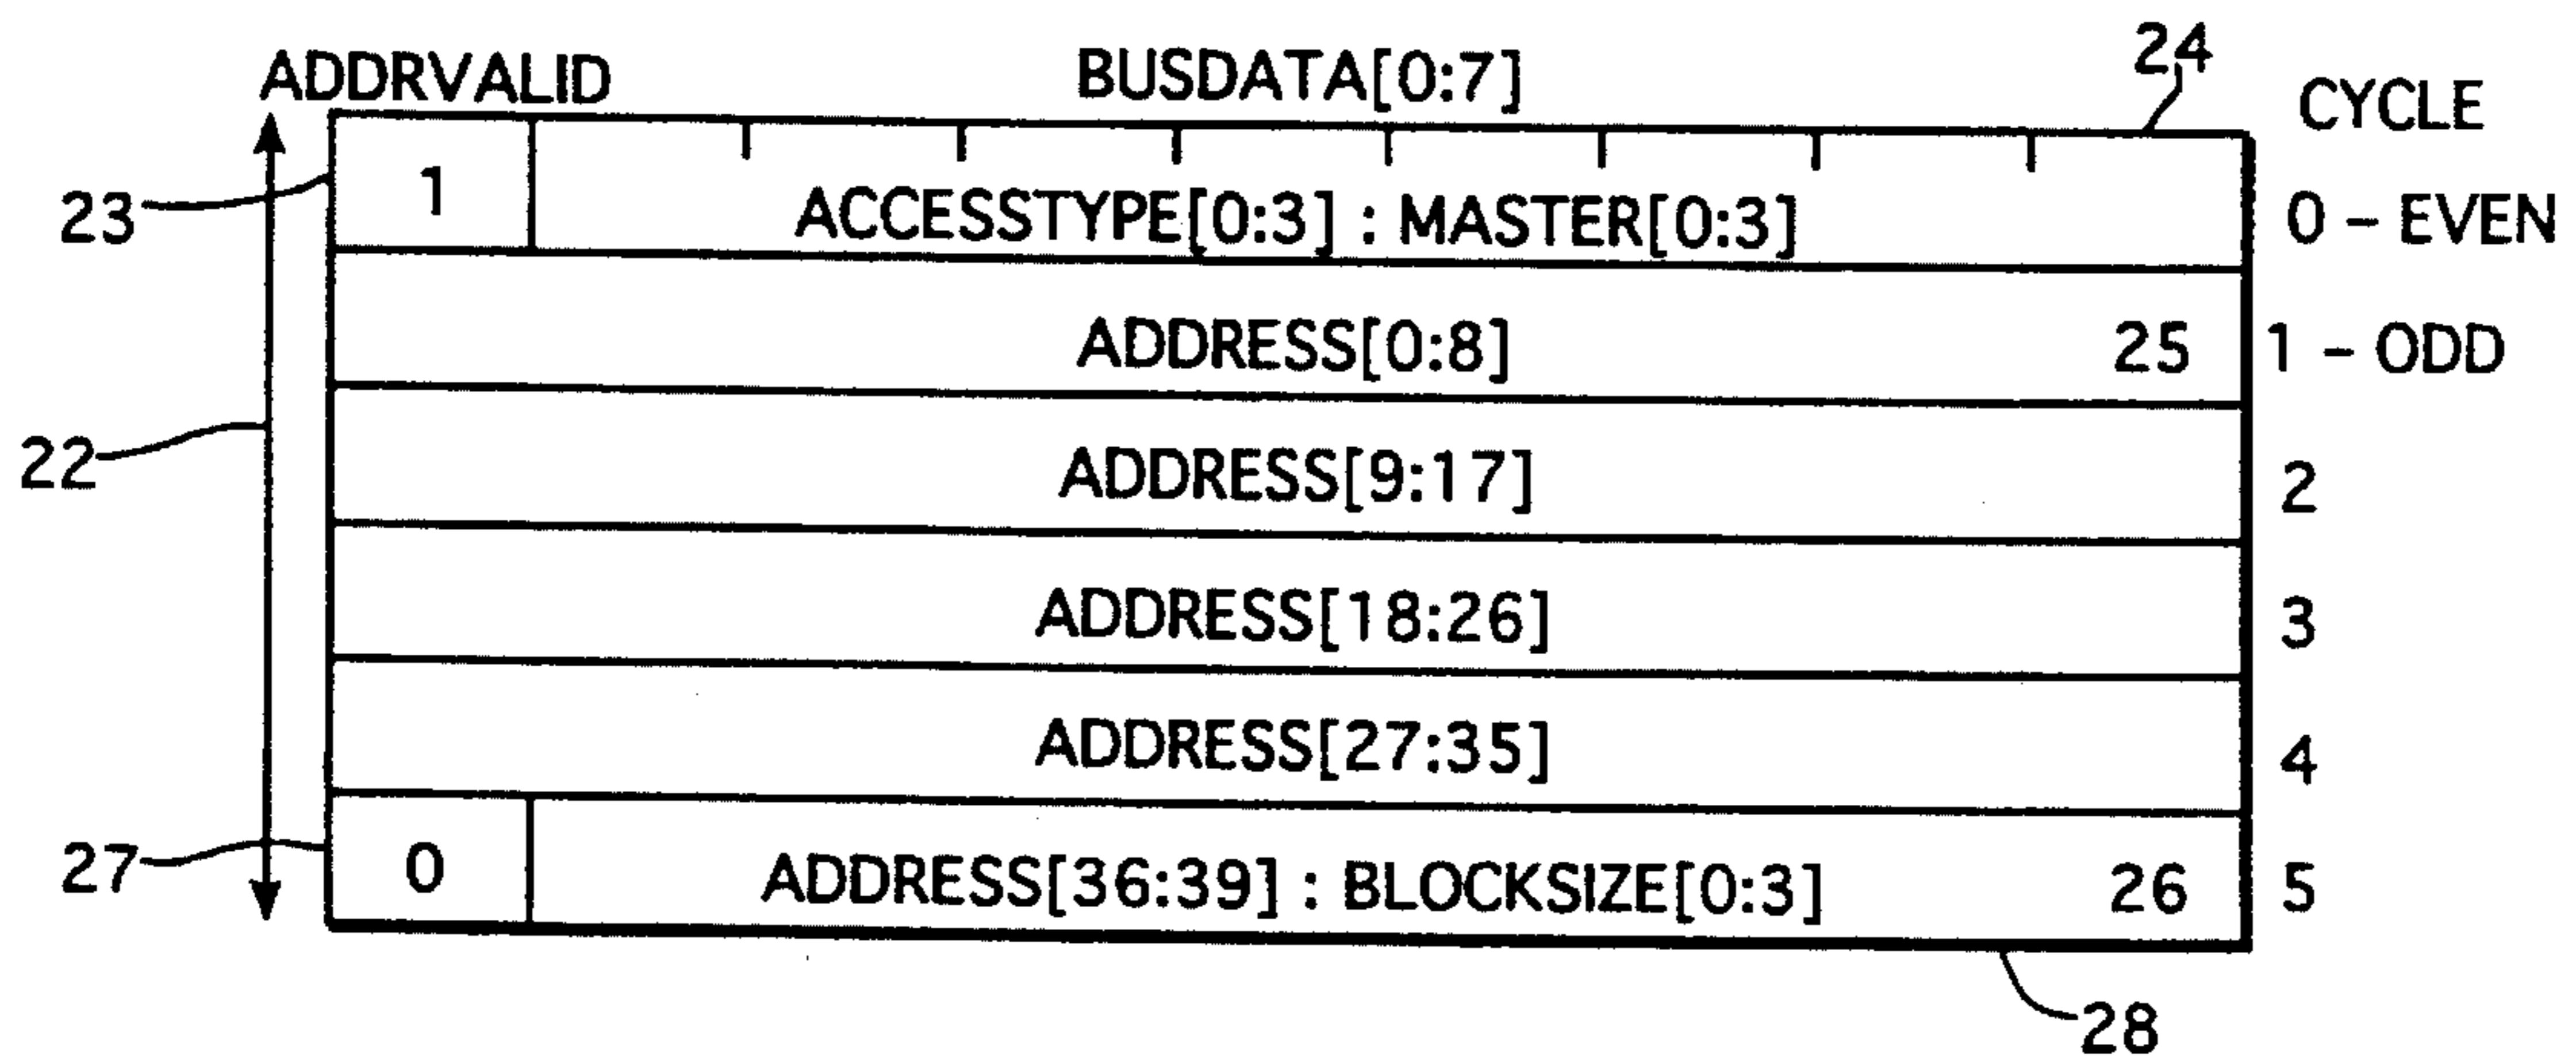 ADDRVALID BUSDATA[0:7] 24 CYCLE
23 1 ACCESSTYPE[0:3] : MASTER[0:3] 0 – EVEN
ADDRESS[0:8] 25 1 – ODD
22 ADDRESS[9:17] 2
ADDRESS[18:26] 3
ADDRESS[27:35] 4
27 0 ADDRESS[36:39] : BLOCKSIZE[0:3] 26 5
28